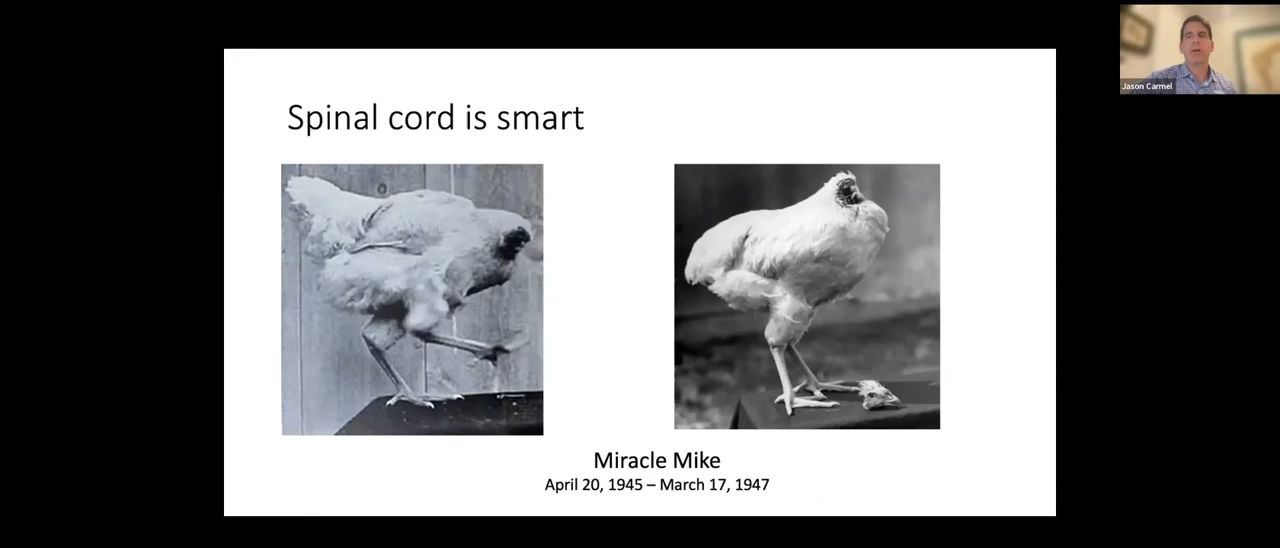 Spinal cord is smart
Jason Carmel
Miracle Mike
April 20, 1945 – March 17, 1947